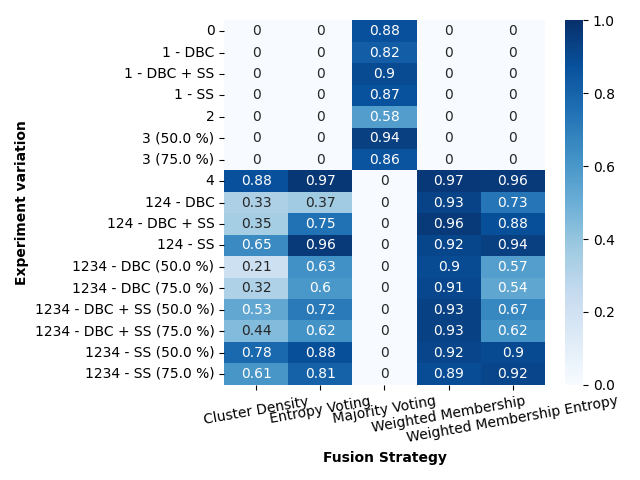 0 0 0 0.88 0 0 1.0
1 - DBC 0 0 0.82 0 0
1 - DBC + SS 0 0 0.9 0 0
1 - SS 0 0 0.87 0 0 0.8
2 0 0 0.58 0 0
3 (50.0 %) 0 0 0.94 0 0
3 (75.0 %) 0 0 0.86 0 0 0.6
4 0.88 0.97 0 0.97 0.96
124 - DBC 0.33 0.37 0 0.93 0.73
124 - DBC + SS 0.35 0.75 0 0.96 0.88
124 - SS 0.65 0.96 0 0.92 0.94 0.4
1234 - DBC (50.0 %) 0.21 0.63 0 0.9 0.57
1234 - DBC (75.0 %) 0.32 0.6 0 0.91 0.54
1234 - DBC + SS (50.0 %) 0.53 0.72 0 0.93 0.67 0.2
1234 - DBC + SS (75.0 %) 0.44 0.62 0 0.93 0.62
1234 - SS (50.0 %) 0.78 0.88 0 0.92 0.9
1234 - SS (75.0 %) 0.61 0.81 0 0.89 0.92 0.0
Experiment variation
Cluster Density
Entropy Voting
Majority Voting
Weighted Membership
Weighted Membership Entropy
Fusion Strategy